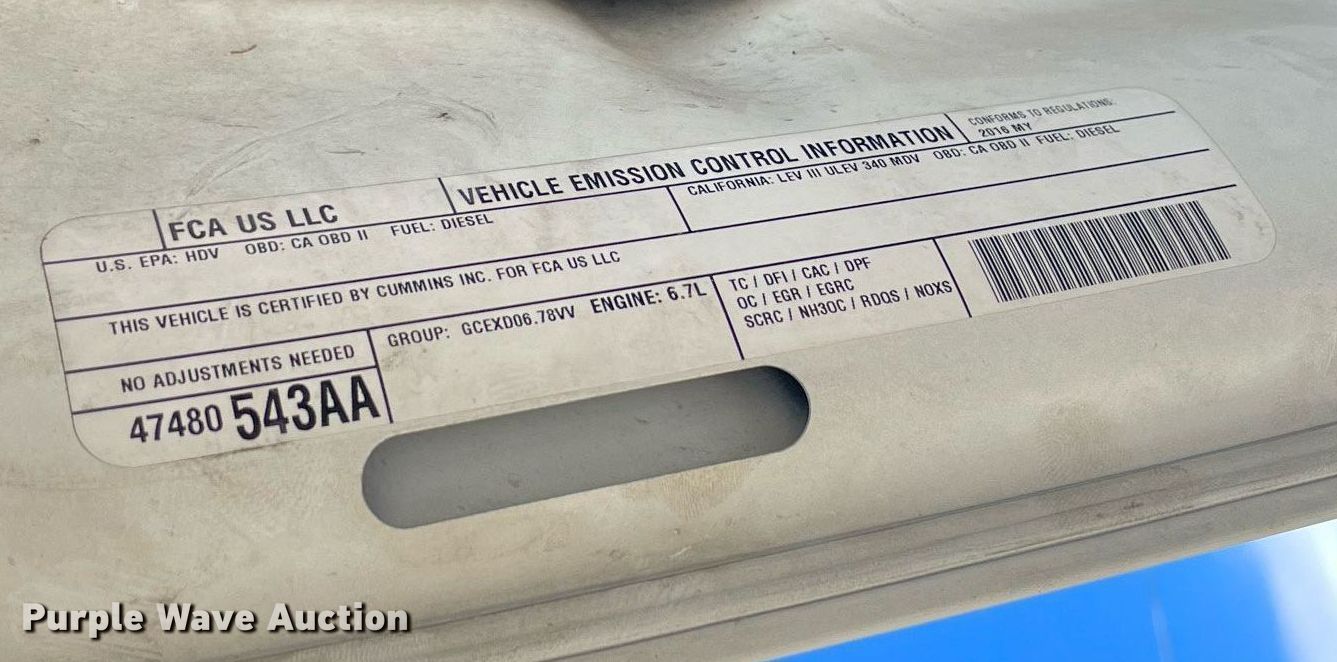 FCA US LLC
VEHICLE EMISSION CONTROL INFORMATION
CONFORMS TO REGULATIONS:
2016 MY
U.S. EPA: HDV OBD: CA OBD II FUEL: DIESEL
CALIFORNIA: LEV III ULEV 340 MDV OBD: CA OBD II FUEL: DIESEL
THIS VEHICLE IS CERTIFIED BY CUMMINS INC. FOR FCA US LLC
NO ADJUSTMENTS NEEDED
47480 543AA
GROUP: GCEXD06.78VV ENGINE: 6.7L
TC / DFI / CAC / DPF
OC / EGR / EGRC
SCRC / NH3OC / RDQS / NOXS
Purple Wave Auction